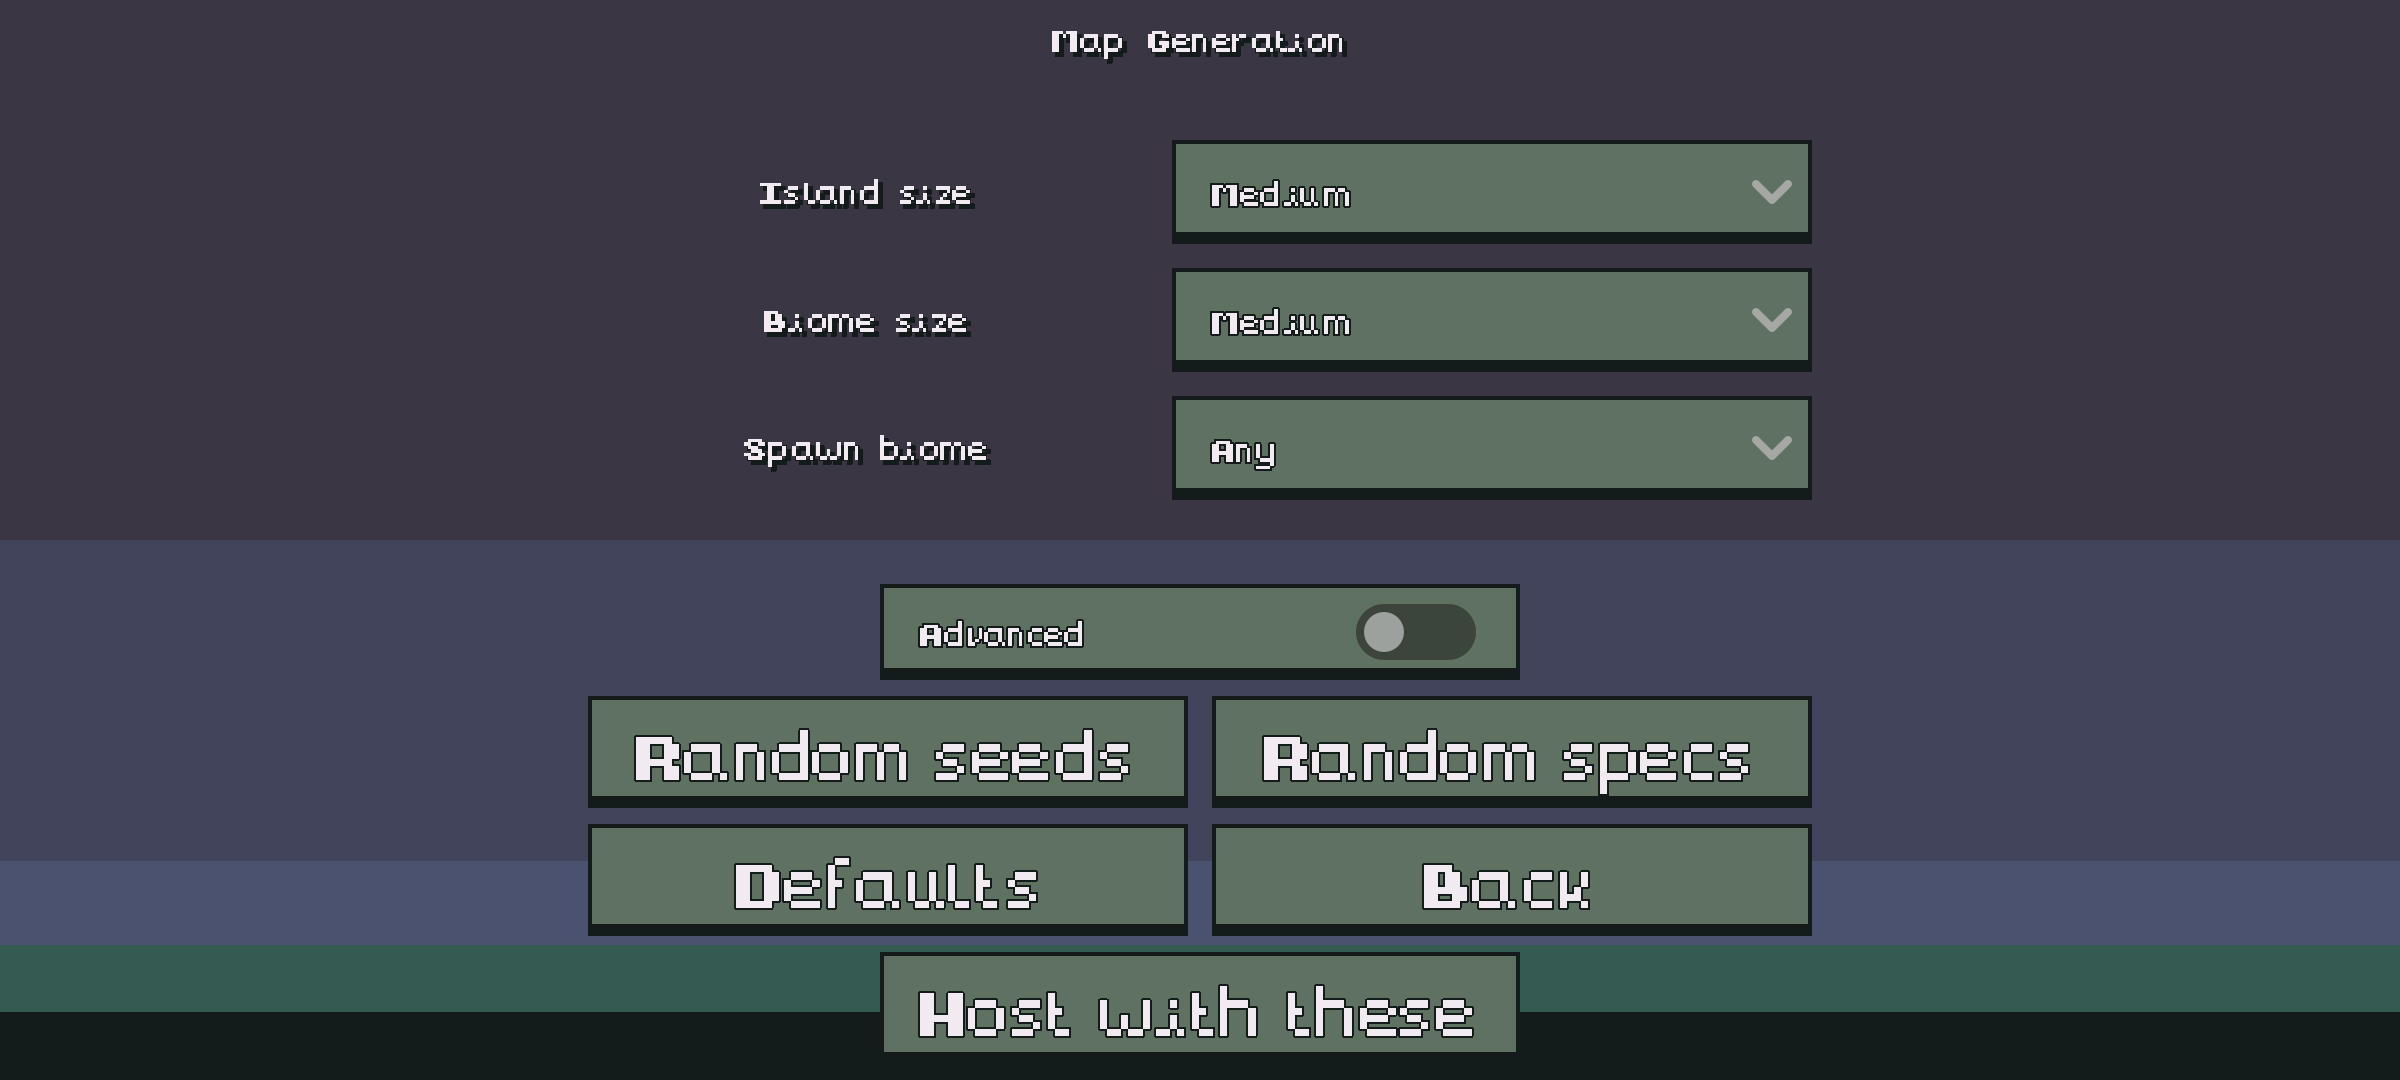 Map Generation
Island size
Medium
Biome size
Medium
Spawn biome
Any
Advanced
Random seeds
Random specs
Defaults
Back
Host with these